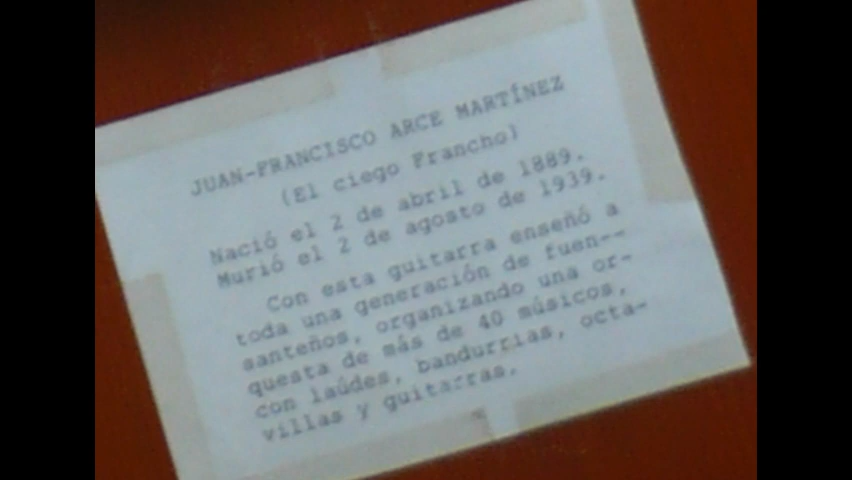 JUAN-FRANCISCO ARCE MARTÍNEZ
(El ciego Francho)
Nació el 2 de abril de 1889.
Murió el 2 de agosto de 1939.
Con esta guitarra enseñó a
toda una generación de fuen--
santeños, organizando una or-
questa de más de 40 músicos,
con laúdes, bandurrias, octa-
villas y guitarras.